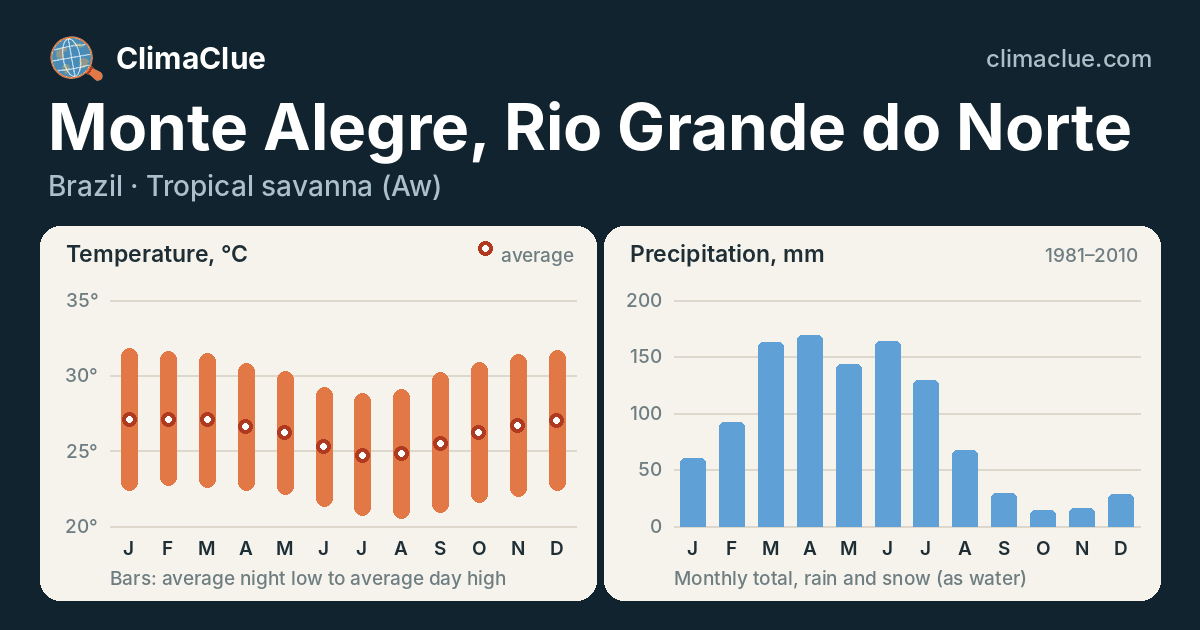 ClimaClue
climaclue.com
Monte Alegre, Rio Grande do Norte
Brazil · Tropical savanna (Aw)
Temperature, °C
average
35°
30°
25°
20°
J F M A M J J A S O N D
Bars: average night low to average day high
Precipitation, mm
1981–2010
200
150
100
50
0
J F M A M J J A S O N D
Monthly total, rain and snow (as water)